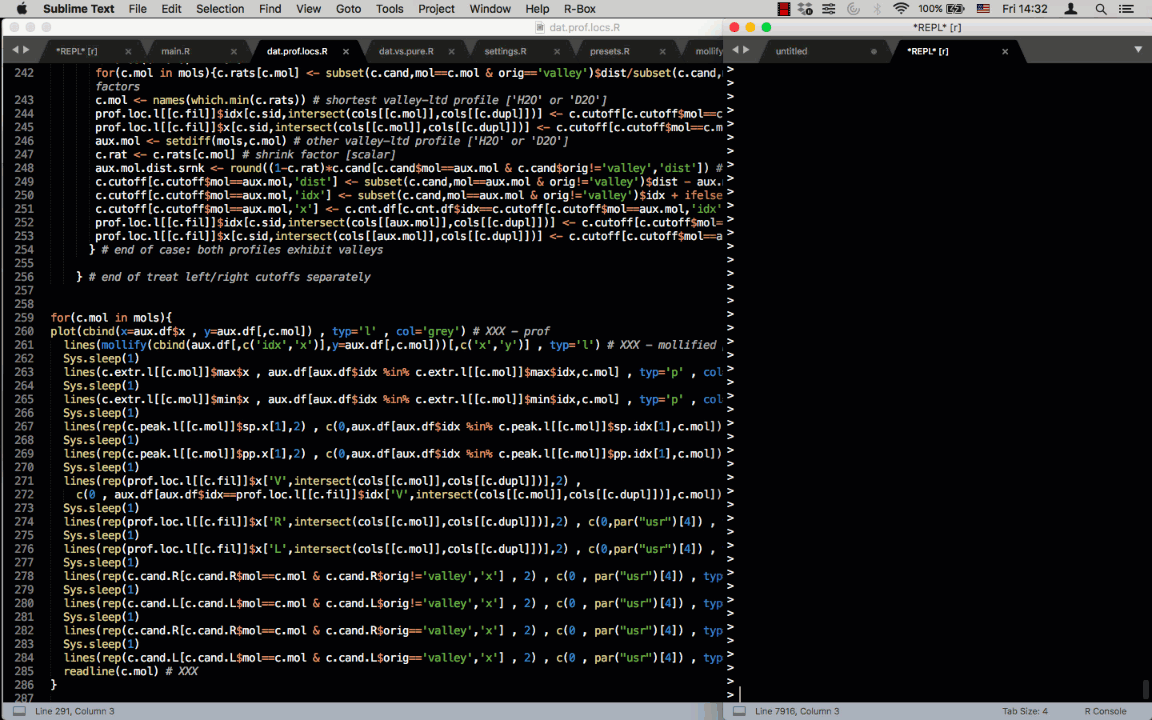 Sublime Text File Edit Selection Find View Goto Tools Project Window Help R-Box 100% Fri 14:32
dat.prof.locs.R
*REPL* [r]
*REPL* [r] × main.R × dat.prof.locs.R × dat.vs.pure.R × settings.R × presets.R × mollify
untitled *REPL* [r] ×
242 for(c.mol in mols){c.rats[c.mol] <- subset(c.cand,mol==c.mol & orig=='valley')$dist/subset(c.cand,
factors
243 c.mol <- names(which.min(c.rats)) # shortest valley-ltd profile ['H2O' or 'D2O']
244 prof.loc.l[[c.fil]]$idx[c.sid,intersect(cols[[c.mol]],cols[[c.dupl]])] <- c.cutoff[c.cutoff$mol==c
245 prof.loc.l[[c.fil]]$x[c.sid,intersect(cols[[c.mol]],cols[[c.dupl]])] <- c.cutoff[c.cutoff$mol==c.m
246 aux.mol <- setdiff(mols,c.mol) # other valley-ltd profile ['H2O' or 'D2O']
247 c.rat <- c.rats[c.mol] # shrink factor [scalar]
248 aux.mol.dist.srnk <- round((1-c.rat)*c.cand[c.cand$mol==aux.mol & c.cand$orig!='valley','dist']) #
249 c.cutoff[c.cutoff$mol==aux.mol,'dist'] <- subset(c.cand,mol==aux.mol & orig!='valley')$dist - aux.
250 c.cutoff[c.cutoff$mol==aux.mol,'idx'] <- subset(c.cand,mol==aux.mol & orig!='valley')$idx + ifelse
251 c.cutoff[c.cutoff$mol==aux.mol,'x'] <- c.cnt.df[c.cnt.df$idx==c.cutoff[c.cutoff$mol==aux.mol,'idx'
252 prof.loc.l[[c.fil]]$idx[c.sid,intersect(cols[[aux.mol]],cols[[c.dupl]])] <- c.cutoff[c.cutoff$mol=
253 prof.loc.l[[c.fil]]$x[c.sid,intersect(cols[[aux.mol]],cols[[c.dupl]])] <- c.cutoff[c.cutoff$mol==a
254 } # end of case: both profiles exhibit valleys
255
256 } # end of treat left/right cutoffs separately
257
258
259 for(c.mol in mols){
260 plot(cbind(x=aux.df$x , y=aux.df[,c.mol]) , typ='l' , col='grey') # XXX – prof
261 lines(mollify(cbind(aux.df[,c('idx','x')],y=aux.df[,c.mol]))[,c('x','y')] , typ='l') # XXX – mollified
262 Sys.sleep(1)
263 lines(c.extr.l[[c.mol]]$max$x , aux.df[aux.df$idx %in% c.extr.l[[c.mol]]$max$idx,c.mol] , typ='p' , col
264 Sys.sleep(1)
265 lines(c.extr.l[[c.mol]]$min$x , aux.df[aux.df$idx %in% c.extr.l[[c.mol]]$min$idx,c.mol] , typ='p' , col
266 Sys.sleep(1)
267 lines(rep(c.peak.l[[c.mol]]$sp.x[1],2) , c(0,aux.df[aux.df$idx %in% c.peak.l[[c.mol]]$sp.idx[1],c.mol])
268 Sys.sleep(1)
269 lines(rep(c.peak.l[[c.mol]]$pp.x[1],2) , c(0,aux.df[aux.df$idx %in% c.peak.l[[c.mol]]$pp.idx[1],c.mol])
270 Sys.sleep(1)
271 lines(rep(prof.loc.l[[c.fil]]$x['V',intersect(cols[[c.mol]],cols[[c.dupl]])],2) ,
272 c(0 , aux.df[aux.df$idx==prof.loc.l[[c.fil]]$idx['V',intersect(cols[[c.mol]],cols[[c.dupl]])],c.mol])
273 Sys.sleep(1)
274 lines(rep(prof.loc.l[[c.fil]]$x['R',intersect(cols[[c.mol]],cols[[c.dupl]])],2) , c(0,par("usr")[4]) ,
275 Sys.sleep(1)
276 lines(rep(prof.loc.l[[c.fil]]$x['L',intersect(cols[[c.mol]],cols[[c.dupl]])],2) , c(0,par("usr")[4]) ,
277 Sys.sleep(1)
278 lines(rep(c.cand.R[c.cand.R$mol==c.mol & c.cand.R$orig!='valley','x'] , 2) , c(0 , par("usr")[4]) , typ
279 Sys.sleep(1)
280 lines(rep(c.cand.L[c.cand.L$mol==c.mol & c.cand.L$orig!='valley','x'] , 2) , c(0 , par("usr")[4]) , typ
281 Sys.sleep(1)
282 lines(rep(c.cand.R[c.cand.R$mol==c.mol & c.cand.R$orig=='valley','x'] , 2) , c(0 , par("usr")[4]) , typ
283 Sys.sleep(1)
284 lines(rep(c.cand.L[c.cand.L$mol==c.mol & c.cand.L$orig=='valley','x'] , 2) , c(0 , par("usr")[4]) , typ
285 readline(c.mol) # XXX
286 }
287
Line 291, Column 3
Line 7916, Column 3 Tab Size: 4 R Console